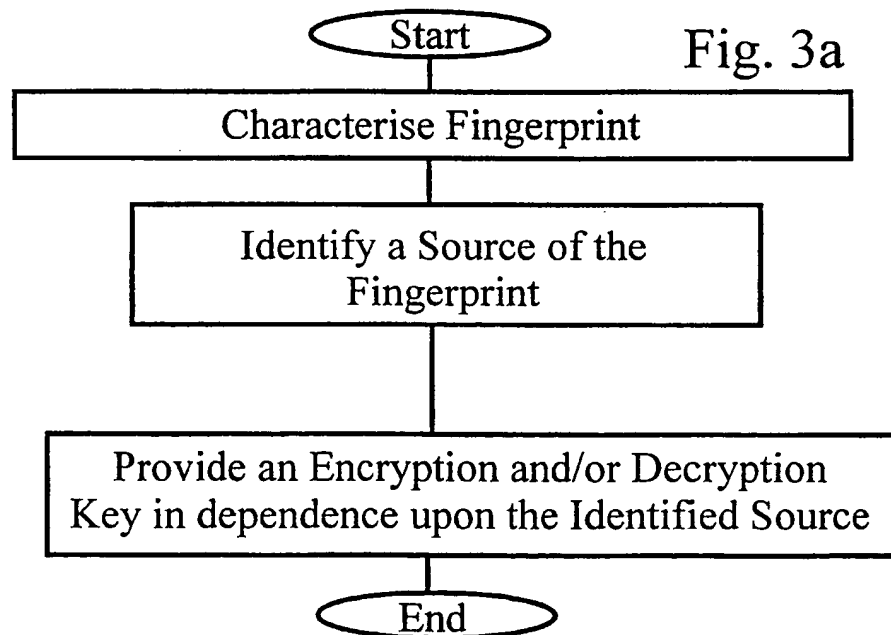 Start
Fig. 3a
Characterise Fingerprint
Identify a Source of the
Fingerprint
Provide an Encryption and/or Decryption
Key in dependence upon the Identified Source
End